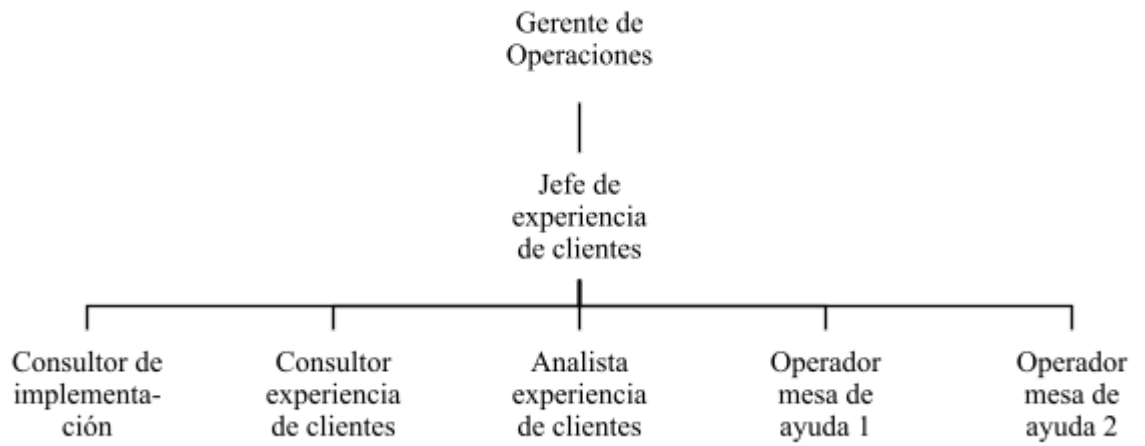 Gerente de
Operaciones
Jefe de
experiencia
de clientes
Consultor de
implementa-
ción
Consultor
experiencia
de clientes
Analista
experiencia
de clientes
Operador
mesa de
ayuda 1
Operador
mesa de
ayuda 2